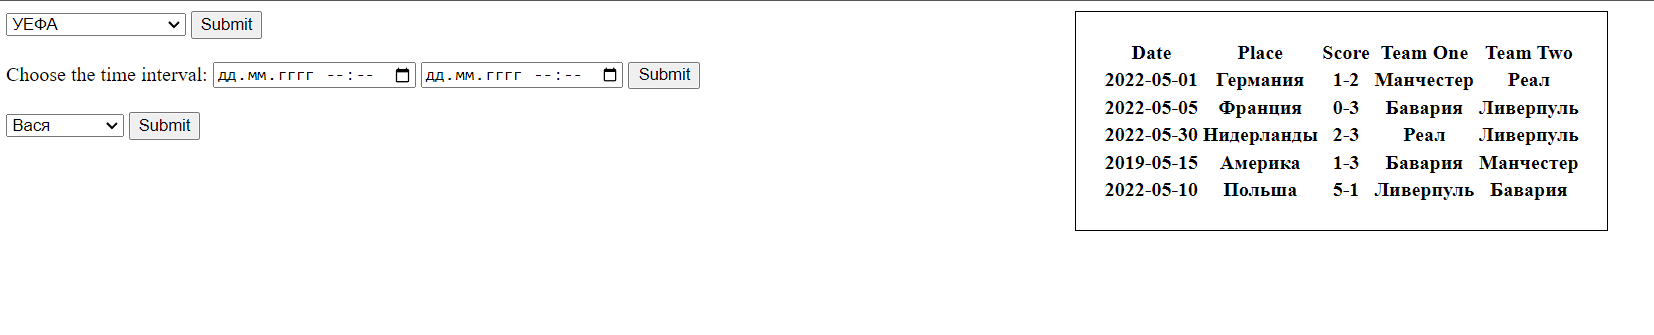 УЕФА Submit
Choose the time interval: дд.мм.гггг --:-- дд.мм.гггг --:-- Submit
Вася Submit
Date Place Score Team One Team Two
2022-05-01 Германия 1-2 Манчестер Реал
2022-05-05 Франция 0-3 Бавария Ливерпуль
2022-05-30 Нидерланды 2-3 Реал Ливерпуль
2019-05-15 Америка 1-3 Бавария Манчестер
2022-05-10 Польша 5-1 Ливерпуль Бавария